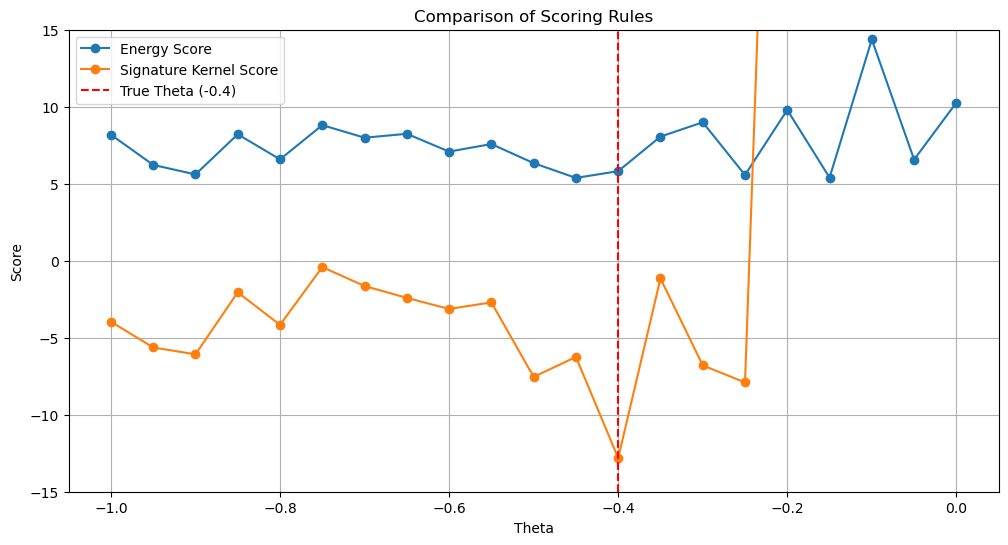 Comparison of Scoring Rules
Energy Score
Signature Kernel Score
True Theta (-0.4)
Score
15
10
5
0
−5
−10
−15
−1.0
−0.8
−0.6
−0.4
−0.2
0.0
Theta